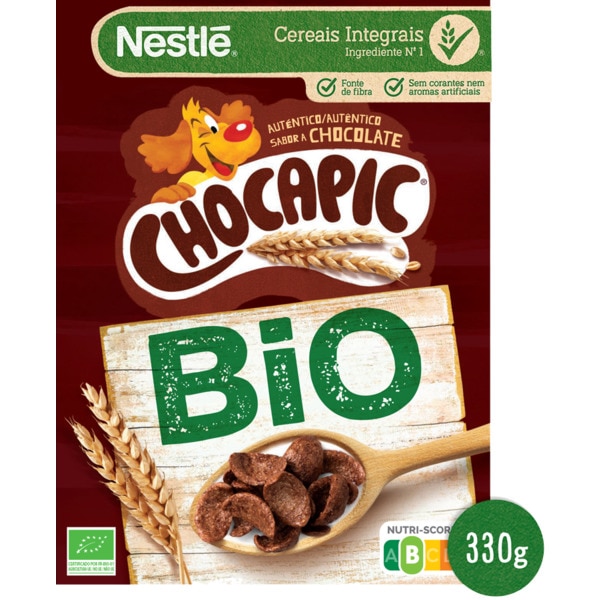 Nestlé®
Cereais Integrais
Ingrediente Nº 1
®
Fonte
de fibra
Sem corantes nem
aromas artificiais
AUTÉNTICO/AUTÊNTICO
SABOR A CHOCOLATE
CHOCAPIC®
BiO
NUTRI-SCOR
A B C D
330g